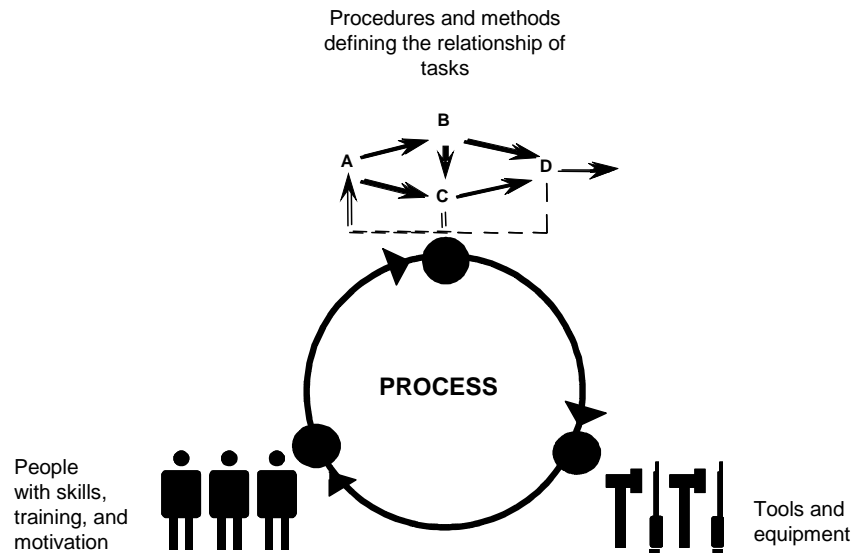 Procedures and methods
defining the relationship of
tasks
B
A
D
C
PROCESS
People
with skills,
training, and
motivation
Tools and
equipment